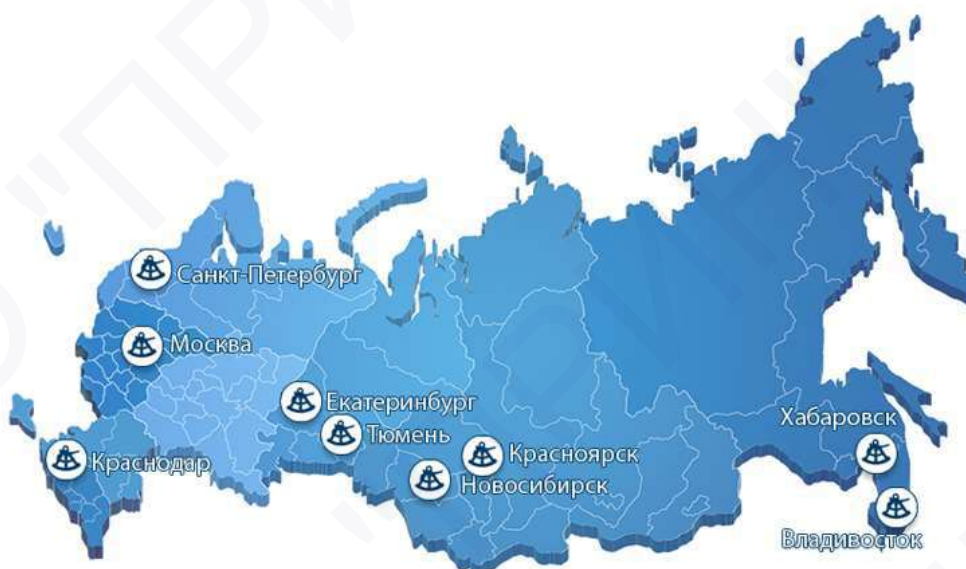 Санкт-Петербург
Москва
Екатеринбург
Тюмень
Хабаровск
Краснодар
Красноярск
Новосибирск
Владивосток